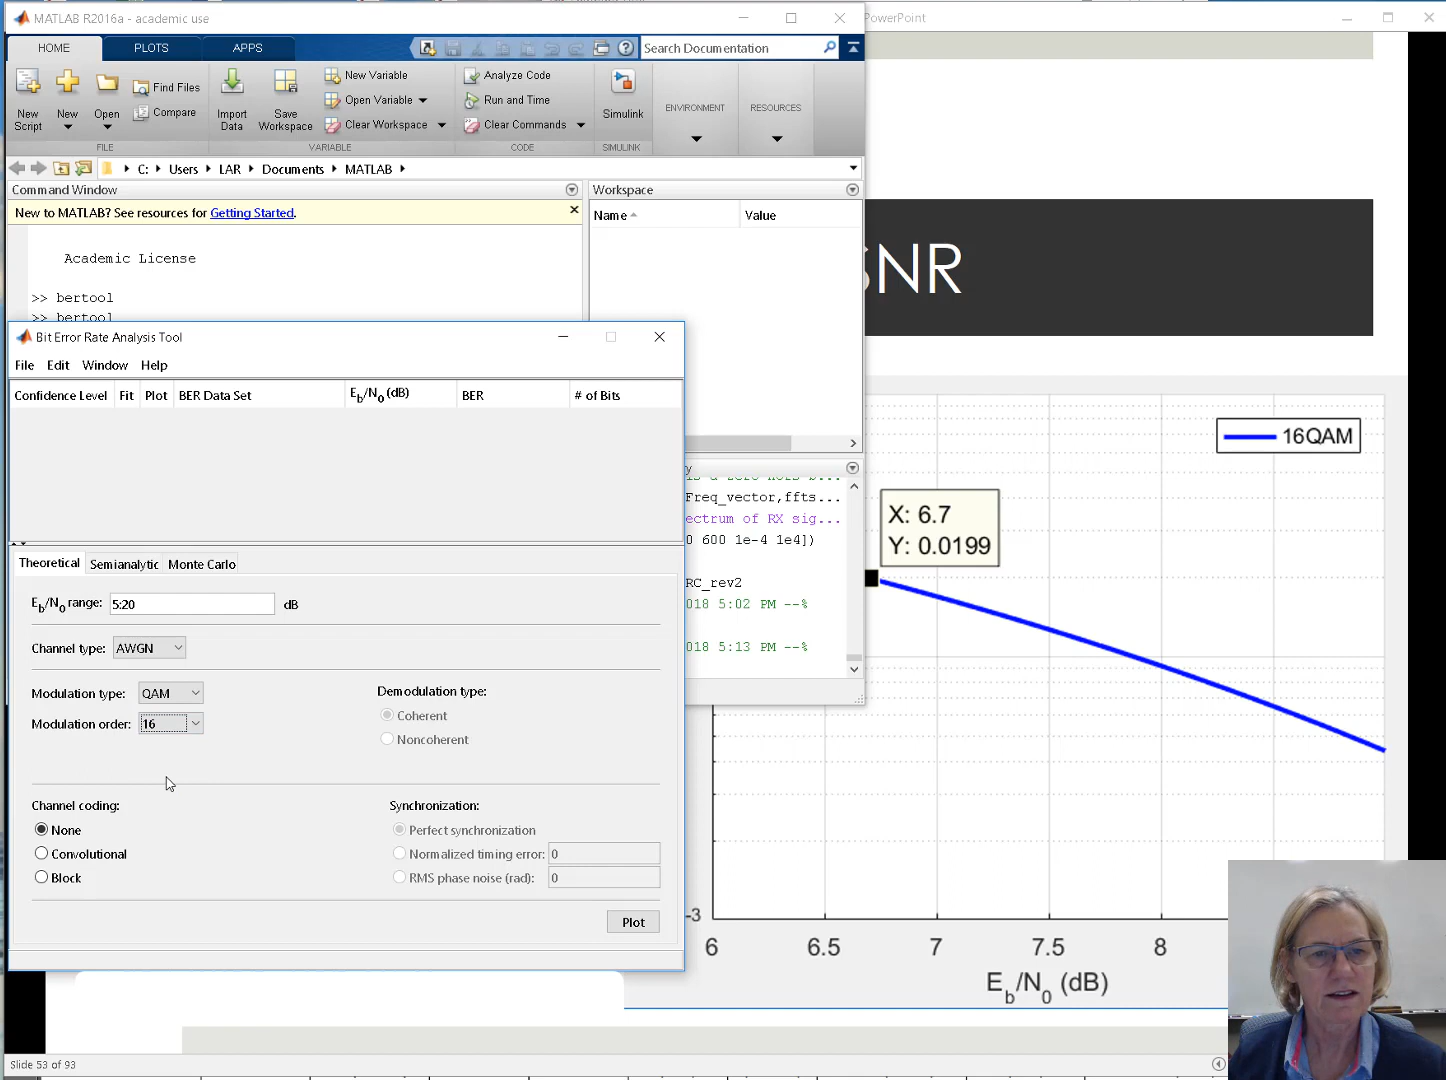 MATLAB R2016a - academic use
PowerPoint
HOME PLOTS APPS
Search Documentation
New Script
New
Open
Find Files
Compare
Import Data
Save Workspace
New Variable
Open Variable
Clear Workspace
Analyze Code
Run and Time
Clear Commands
Simulink
ENVIRONMENT
RESOURCES
FILE VARIABLE CODE SIMULINK
C: Users LAR Documents MATLAB
Command Window
Workspace
New to MATLAB? See resources for Getting Started.
Name Value
Academic License
>> bertool
>> bertool
SNR
Bit Error Rate Analysis Tool
File Edit Window Help
Confidence Level Fit Plot BER Data Set Eb/N0 (dB) BER # of Bits
y
Freq_vector,ffts...
ectrum of RX sig...
0 600 1e-4 1e4])
RC_rev2
018 5:02 PM --%
018 5:13 PM --%
16QAM
X: 6.7
Y: 0.0199
Theoretical Semianalytic Monte Carlo
Eb/N0 range: 5:20 dB
Channel type: AWGN
Modulation type: QAM
Modulation order: 16
Demodulation type:
Coherent
Noncoherent
Channel coding:
None
Convolutional
Block
Synchronization:
Perfect synchronization
Normalized timing error: 0
RMS phase noise (rad): 0
Plot
-3
6 6.5 7 7.5 8
Eb/N0 (dB)
Slide 53 of 93